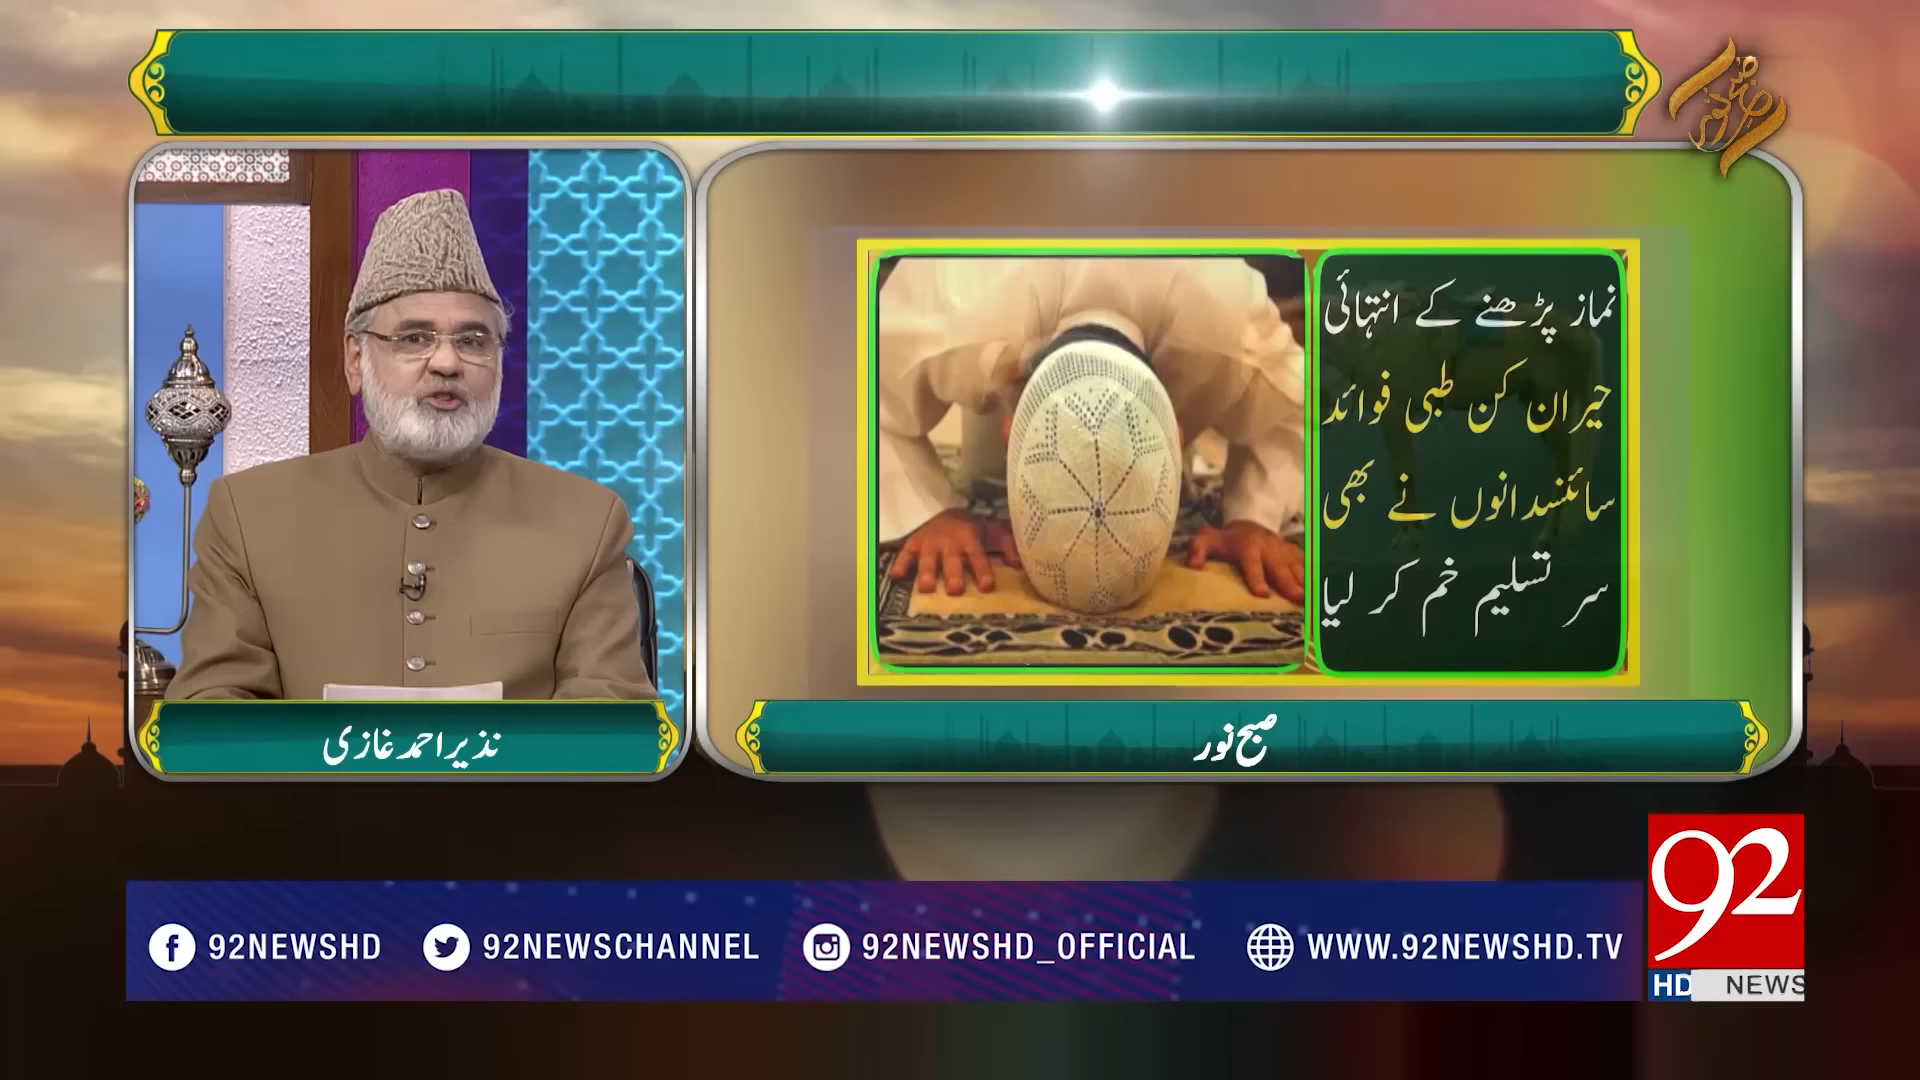 نماز پڑھنے کے انتہائی
حیران کن طبی فوائد
سائنسدانوں نے بھی
سر تسلیم خم کر لیا
نذیر احمد غازی
صبح نور
92NEWSHD
92NEWSCHANNEL
92NEWSHD_OFFICIAL
WWW.92NEWSHD.TV
92
HD NEWS